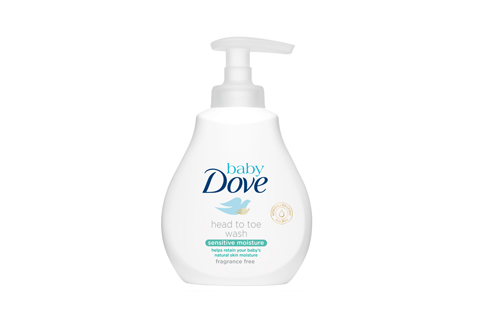 baby
Dove
head to toe
wash
sensitive moisture
helps retain your baby's
natural skin moisture
fragrance free